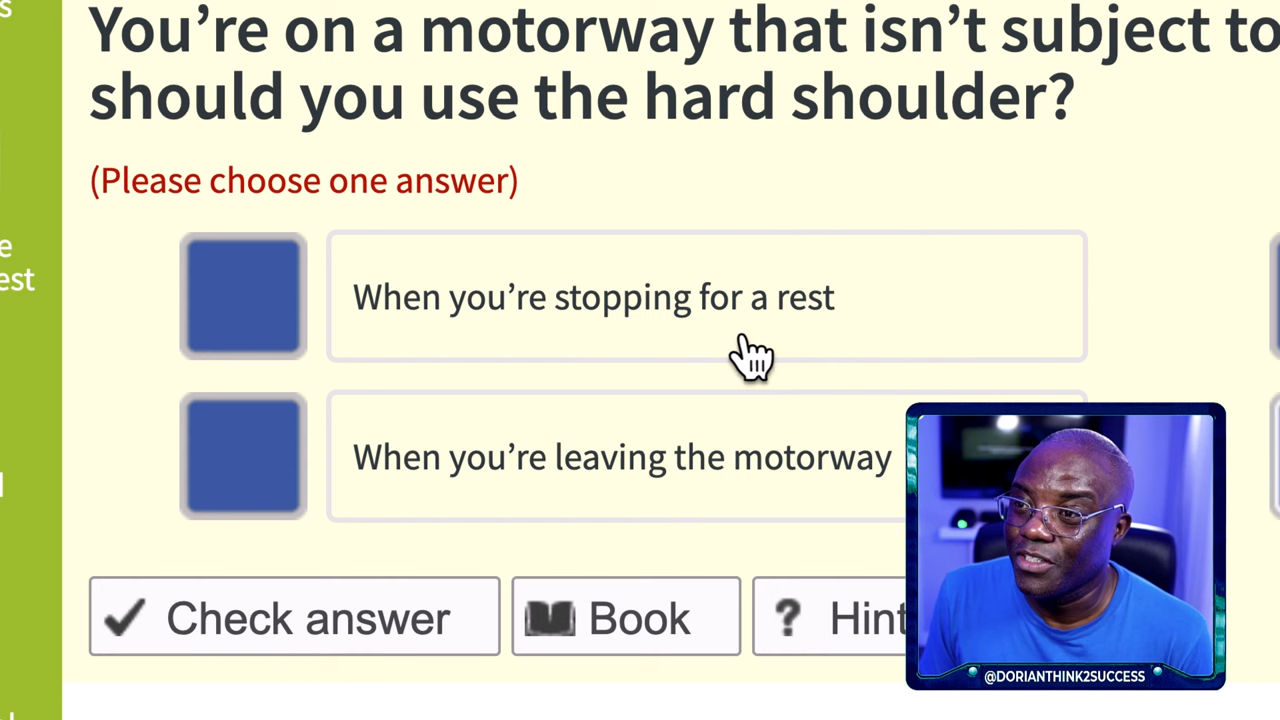 You’re on a motorway that isn’t subject to
should you use the hard shoulder?
(Please choose one answer)
When you’re stopping for a rest
When you’re leaving the motorway
Check answer
Book
? Hint
@DORIANTHINK2SUCCESS